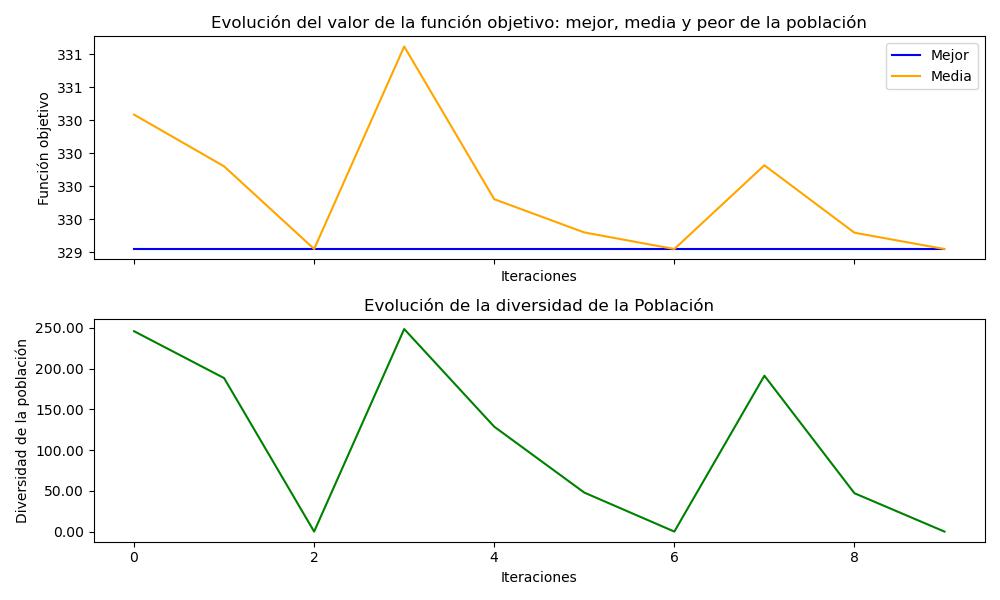 Evolución del valor de la función objetivo: mejor, media y peor de la población
Función objetivo
331
331
330
330
330
330
329
Mejor
Media
Iteraciones
Evolución de la diversidad de la Población
Diversidad de la población
250.00
200.00
150.00
100.00
50.00
0.00
0 2 4 6 8
Iteraciones